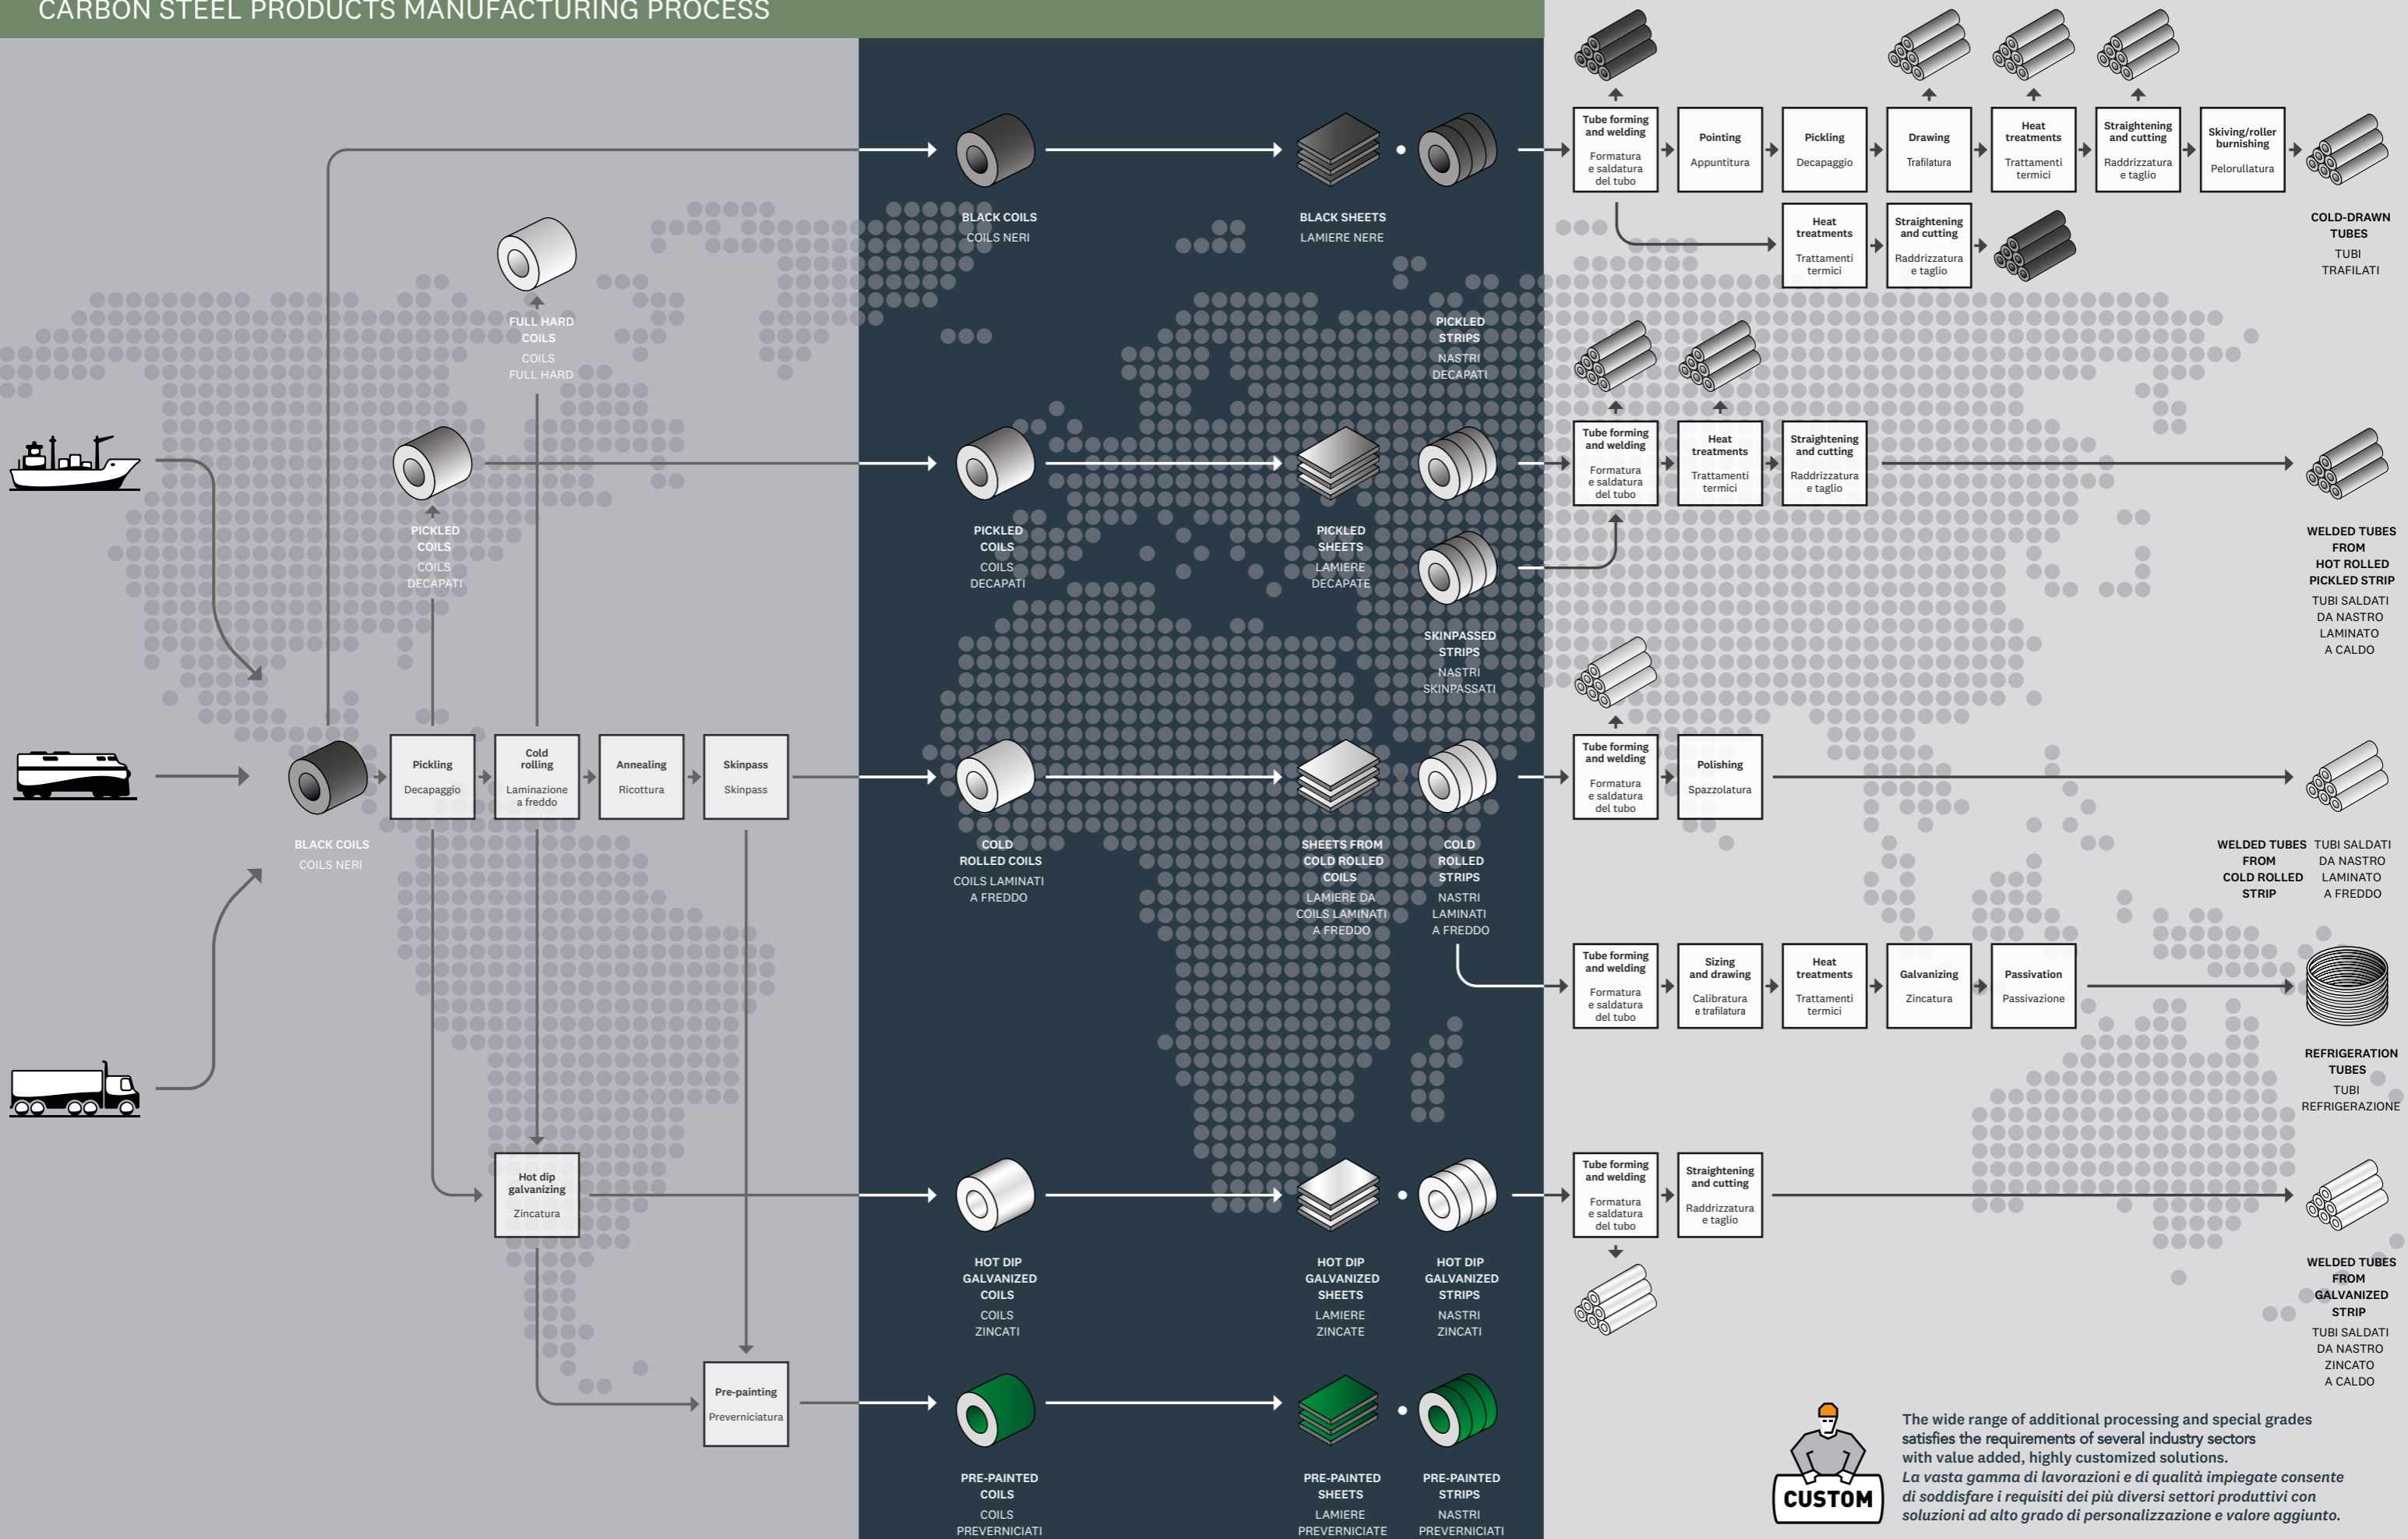 CARBON STEEL PRODUCTS MANUFACTURING PROCESS
FULL HARD
COILS
COILS
FULL HARD
PICKLED
COILS
COILS
DECAPATI
BLACK COILS
COILS NERI
Pickling
Decapaggio
Cold
rolling
Laminazione
a freddo
Annealing
Ricottura
Skinpass
Skinpass
Hot dip
galvanizing
Zincatura
Pre-painting
Preverniciatura
BLACK COILS
COILS NERI
BLACK SHEETS
LAMIERE NERE
PICKLED
STRIPS
NASTRI
DECAPATI
PICKLED
COILS
COILS
DECAPATI
PICKLED
SHEETS
LAMIERE
DECAPATE
SKINPASSED
STRIPS
NASTRI
SKINPASSATI
COLD
ROLLED COILS
COILS LAMINATI
A FREDDO
SHEETS FROM
COLD ROLLED
COILS
LAMIERE DA
COILS LAMINATI
A FREDDO
COLD
ROLLED
STRIPS
NASTRI
LAMINATI
A FREDDO
HOT DIP
GALVANIZED
COILS
COILS
ZINCATI
HOT DIP
GALVANIZED
SHEETS
LAMIERE
ZINCATE
HOT DIP
GALVANIZED
STRIPS
NASTRI
ZINCATI
PRE-PAINTED
COILS
COILS
PREVERNICIATI
PRE-PAINTED
SHEETS
LAMIERE
PREVERNICIATE
PRE-PAINTED
STRIPS
NASTRI
PREVERNICIATI
Tube forming
and welding
Formatura
e saldatura
del tubo
Pointing
Appuntitura
Pickling
Decapaggio
Drawing
Trafilatura
Heat
treatments
Trattamenti
termici
Straightening
and cutting
Raddrizzatura
e taglio
Skiving/roller
burnishing
Pelorullatura
COLD-DRAWN
TUBES
TUBI
TRAFILATI
Heat
treatments
Trattamenti
termici
Straightening
and cutting
Raddrizzatura
e taglio
Tube forming
and welding
Formatura
e saldatura
del tubo
Heat
treatments
Trattamenti
termici
Straightening
and cutting
Raddrizzatura
e taglio
WELDED TUBES
FROM
HOT ROLLED
PICKLED STRIP
TUBI SALDATI
DA NASTRO
LAMINATO
A CALDO
Tube forming
and welding
Formatura
e saldatura
del tubo
Polishing
Spazzolatura
WELDED TUBES
FROM
COLD ROLLED
STRIP
TUBI SALDATI
DA NASTRO
LAMINATO
A FREDDO
Tube forming
and welding
Formatura
e saldatura
del tubo
Sizing
and drawing
Calibratura
e trafilatura
Heat
treatments
Trattamenti
termici
Galvanizing
Zincatura
Passivation
Passivazione
REFRIGERATION
TUBES
TUBI
REFRIGERAZIONE
Tube forming
and welding
Formatura
e saldatura
del tubo
Straightening
and cutting
Raddrizzatura
e taglio
WELDED TUBES
FROM
GALVANIZED
STRIP
TUBI SALDATI
DA NASTRO
ZINCATO
A CALDO
CUSTOM
The wide range of additional processing and special grades
satisfies the requirements of several industry sectors
with value added, highly customized solutions.
La vasta gamma di lavorazioni e di qualità impiegate consente
di soddisfare i requisiti dei più diversi settori produttivi con
soluzioni ad alto grado di personalizzazione e valore aggiunto.